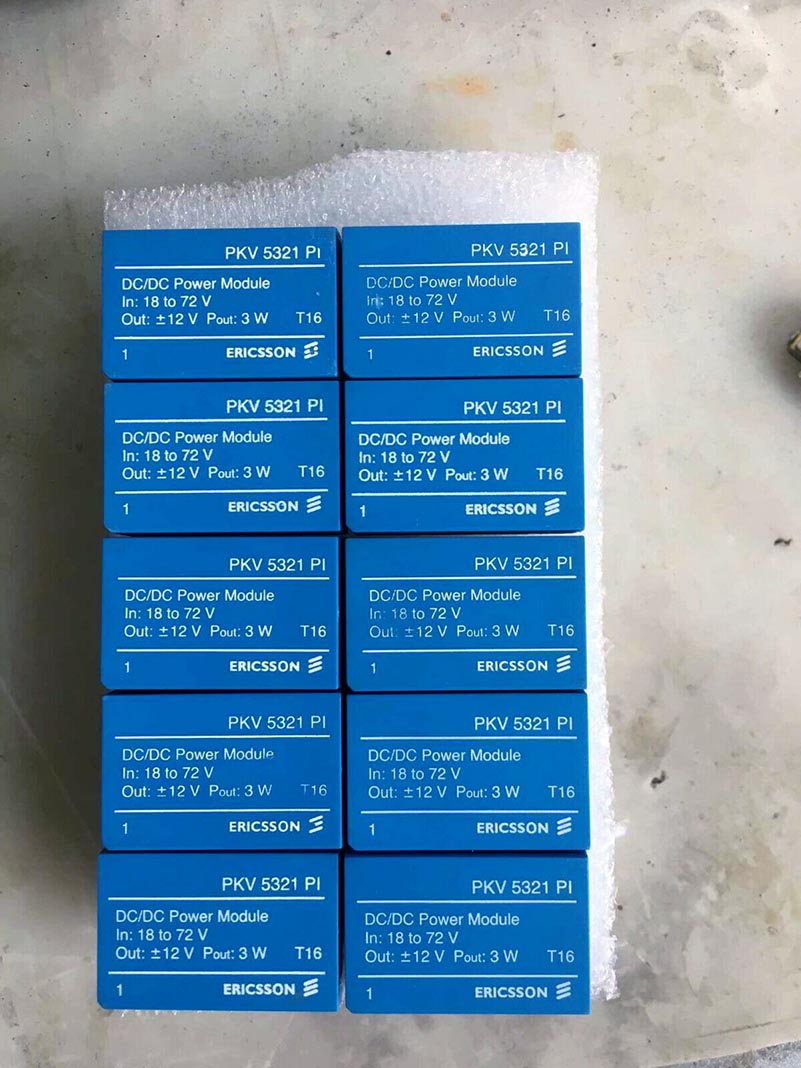 PKV 5321 PI
DC/DC Power Module
In: 18 to 72 V
Out: ±12 V Pout: 3 W T16
1 ERICSSON
PKV 5321 PI
DC/DC Power Module
In: 18 to 72 V
Out: ±12 V Pout: 3 W T16
1 ERICSSON
PKV 5321 PI
DC/DC Power Module
In: 18 to 72 V
Out: ±12 V Pout: 3 W T16
1 ERICSSON
PKV 5321 PI
DC/DC Power Module
In: 18 to 72 V
Out: ±12 V Pout: 3 W T16
1 ERICSSON
PKV 5321 PI
DC/DC Power Module
In: 18 to 72 V
Out: ±12 V Pout: 3 W T16
1 ERICSSON
PKV 5321 PI
DC/DC Power Module
In: 18 to 72 V
Out: ±12 V Pout: 3 W T16
1 ERICSSON
PKV 5321 PI
DC/DC Power Module
In: 18 to 72 V
Out: ±12 V Pout: 3 W T16
1 ERICSSON
PKV 5321 PI
DC/DC Power Module
In: 18 to 72 V
Out: ±12 V Pout: 3 W T16
1 ERICSSON
PKV 5321 PI
DC/DC Power Module
In: 18 to 72 V
Out: ±12 V Pout: 3 W T16
1 ERICSSON
PKV 5321 PI
DC/DC Power Module
In: 18 to 72 V
Out: ±12 V Pout: 3 W T16
1 ERICSSON